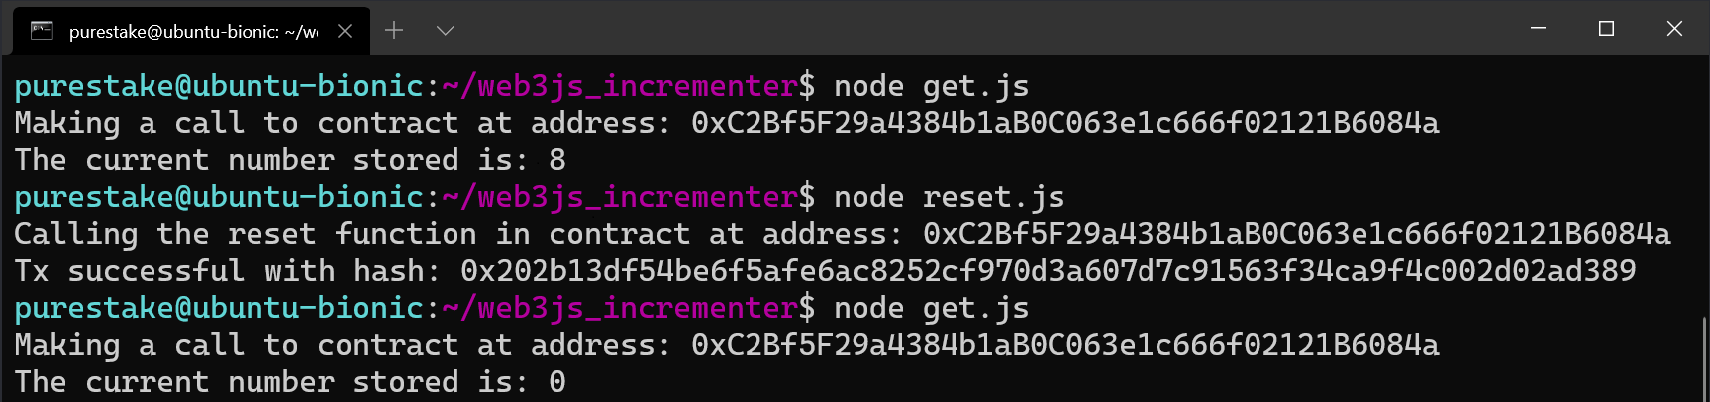 purestake@ubuntu-bionic: ~/we
purestake@ubuntu-bionic:~/web3js_incrementer$ node get.js
Making a call to contract at address: 0xC2Bf5F29a4384b1aB0C063e1c666f02121B6084a
The current number stored is: 8
purestake@ubuntu-bionic:~/web3js_incrementer$ node reset.js
Calling the reset function in contract at address: 0xC2Bf5F29a4384b1aB0C063e1c666f02121B6084a
Tx successful with hash: 0x202b13df54be6f5afe6ac8252cf970d3a607d7c91563f34ca9f4c002d02ad389
purestake@ubuntu-bionic:~/web3js_incrementer$ node get.js
Making a call to contract at address: 0xC2Bf5F29a4384b1aB0C063e1c666f02121B6084a
The current number stored is: 0